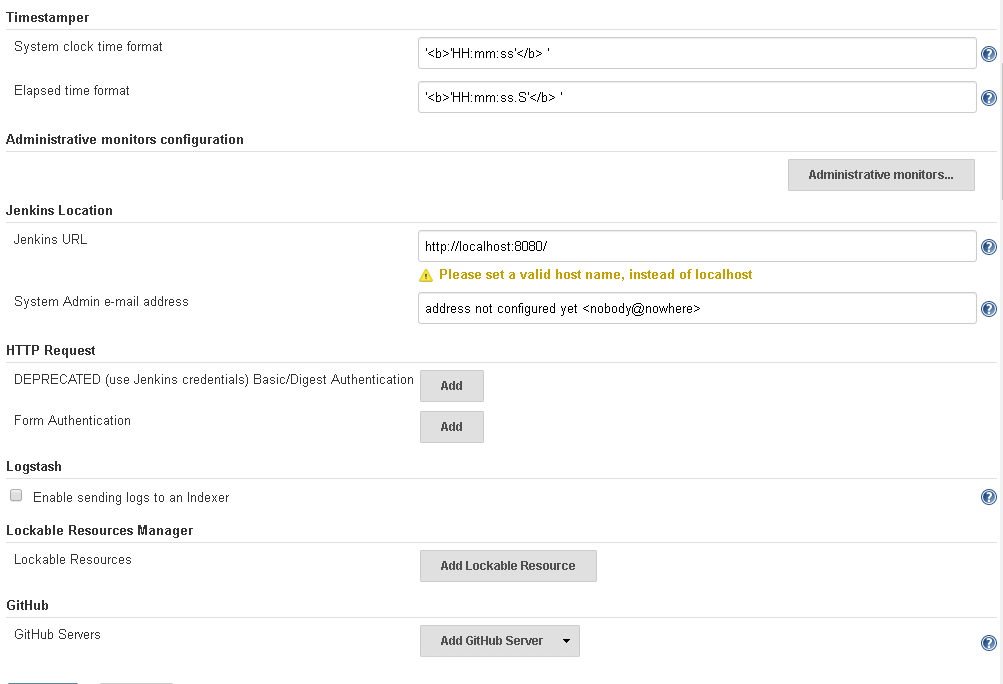 Timestamper
System clock time format
'<b>'HH:mm:ss'</b> '
Elapsed time format
'<b>'HH:mm:ss.S'</b> '
Administrative monitors configuration
Administrative monitors...
Jenkins Location
Jenkins URL
http://localhost:8080/
Please set a valid host name, instead of localhost
System Admin e-mail address
address not configured yet <nobody@nowhere>
HTTP Request
DEPRECATED (use Jenkins credentials) Basic/Digest Authentication
Add
Form Authentication
Add
Logstash
Enable sending logs to an Indexer
Lockable Resources Manager
Lockable Resources
Add Lockable Resource
GitHub
GitHub Servers
Add GitHub Server